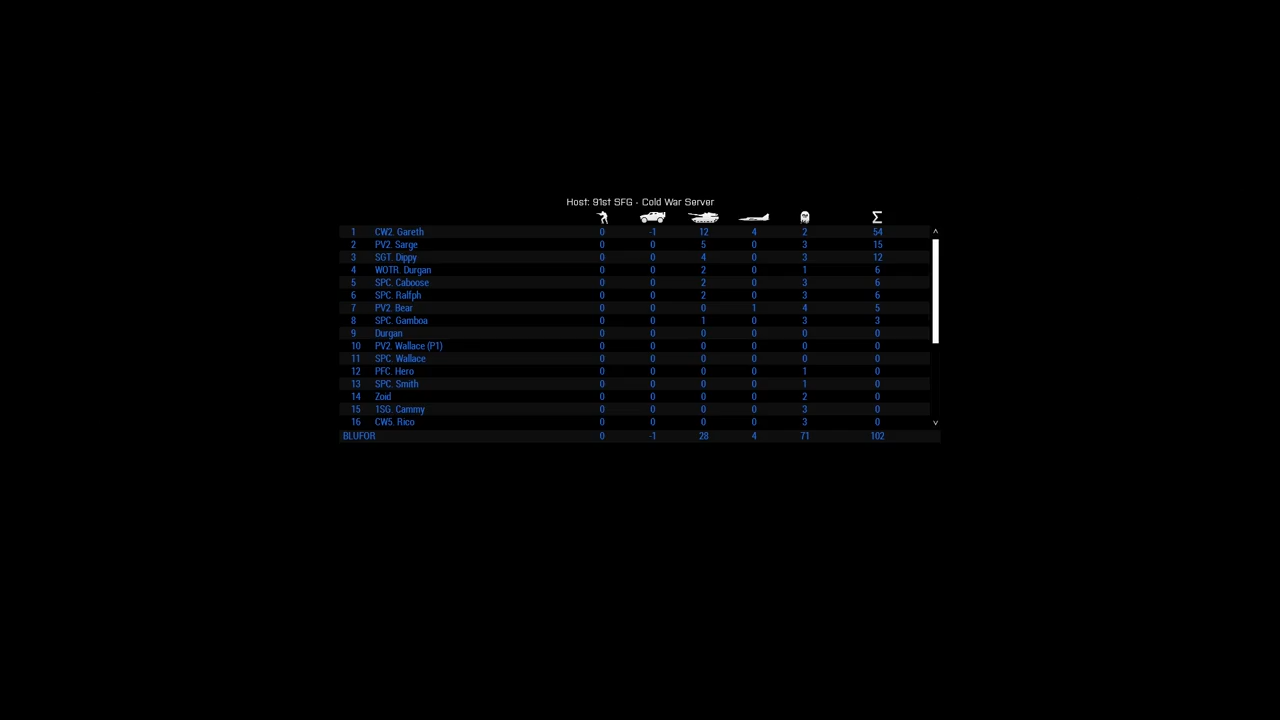 Host: 91st SFG - Cold War Server
Σ
1 CW2. Gareth 0 -1 12 4 2 54
2 PV2. Sarge 0 0 5 0 3 15
3 SGT. Dippy 0 0 4 0 3 12
4 WOTR. Durgan 0 0 2 0 1 6
5 SPC. Caboose 0 0 2 0 3 6
6 SPC. Ralfph 0 0 2 0 3 6
7 PV2. Bear 0 0 0 1 4 5
8 SPC. Gamboa 0 0 1 0 3 3
9 Durgan 0 0 0 0 0 0
10 PV2. Wallace (P1) 0 0 0 0 0 0
11 SPC. Wallace 0 0 0 0 0 0
12 PFC. Hero 0 0 0 0 1 0
13 SPC. Smith 0 0 0 0 1 0
14 Zoid 0 0 0 0 2 0
15 1SG. Cammy 0 0 0 0 3 0
16 CW5. Rico 0 0 0 0 3 0
BLUFOR 0 -1 28 4 71 102